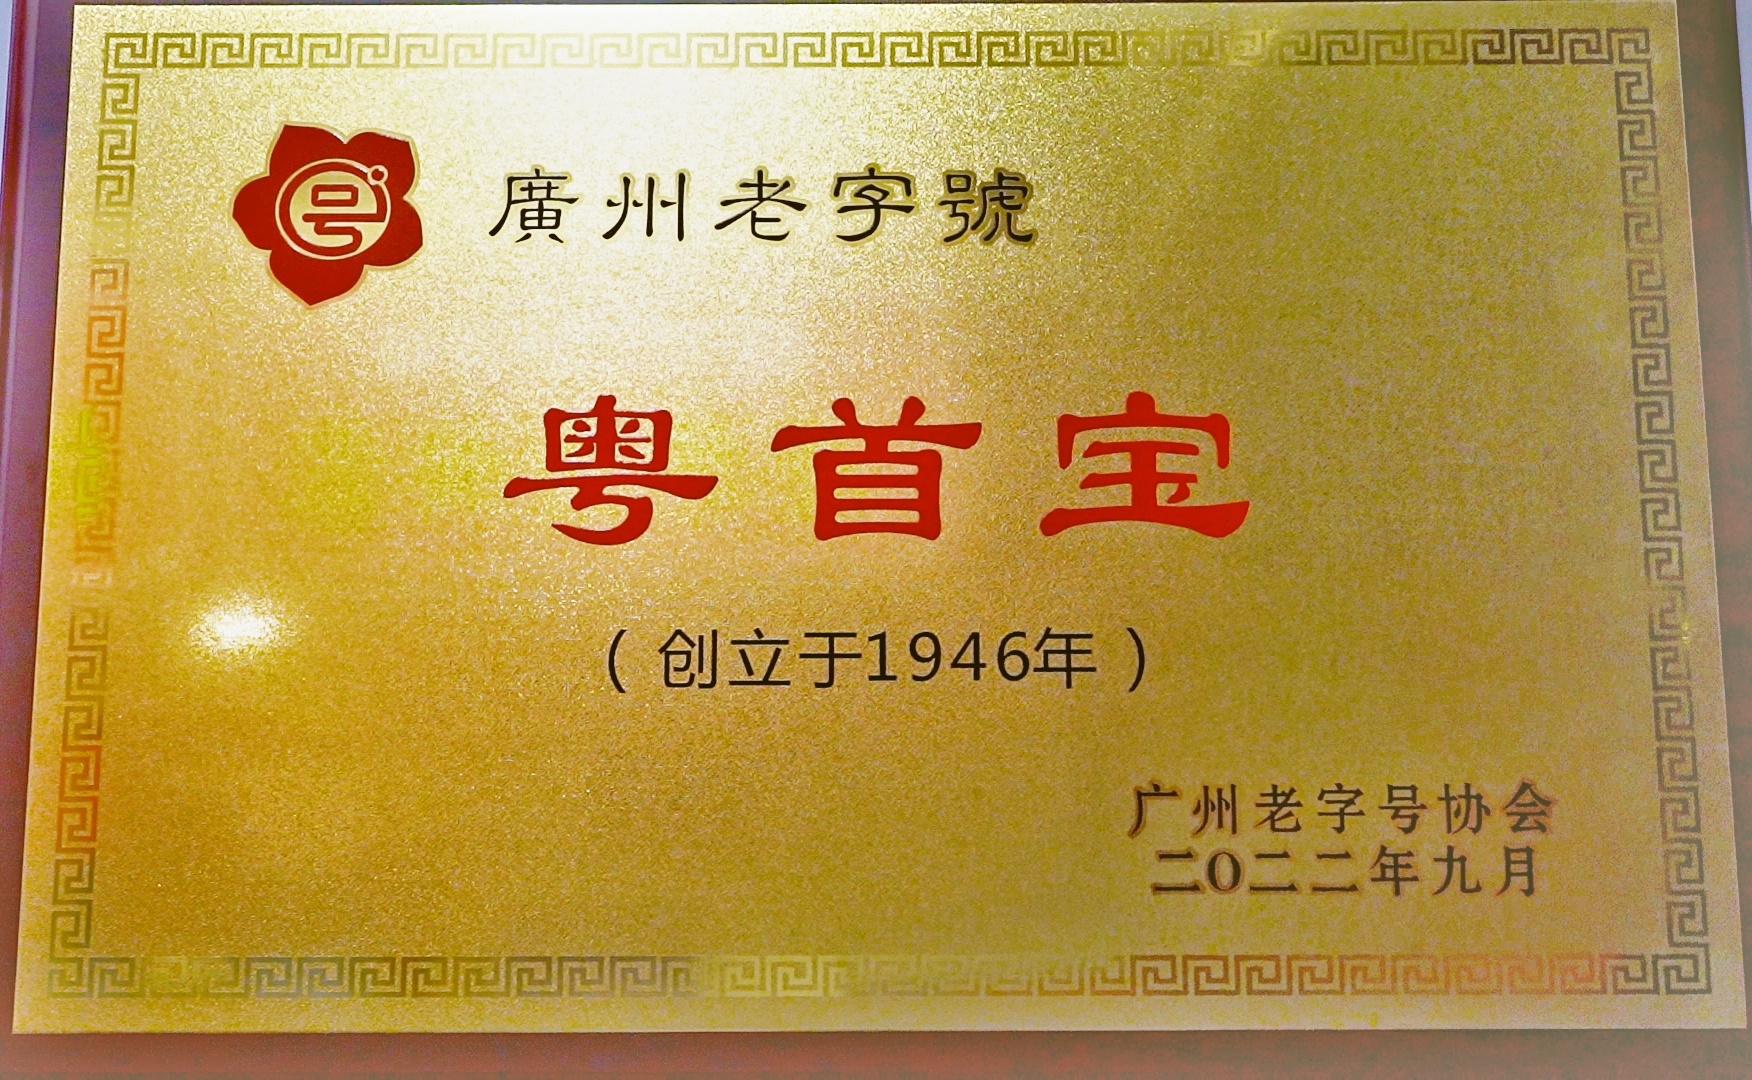 号
廣州老字號
粤首宝
（创立于1946年）
广州老字号协会
二〇二二年九月